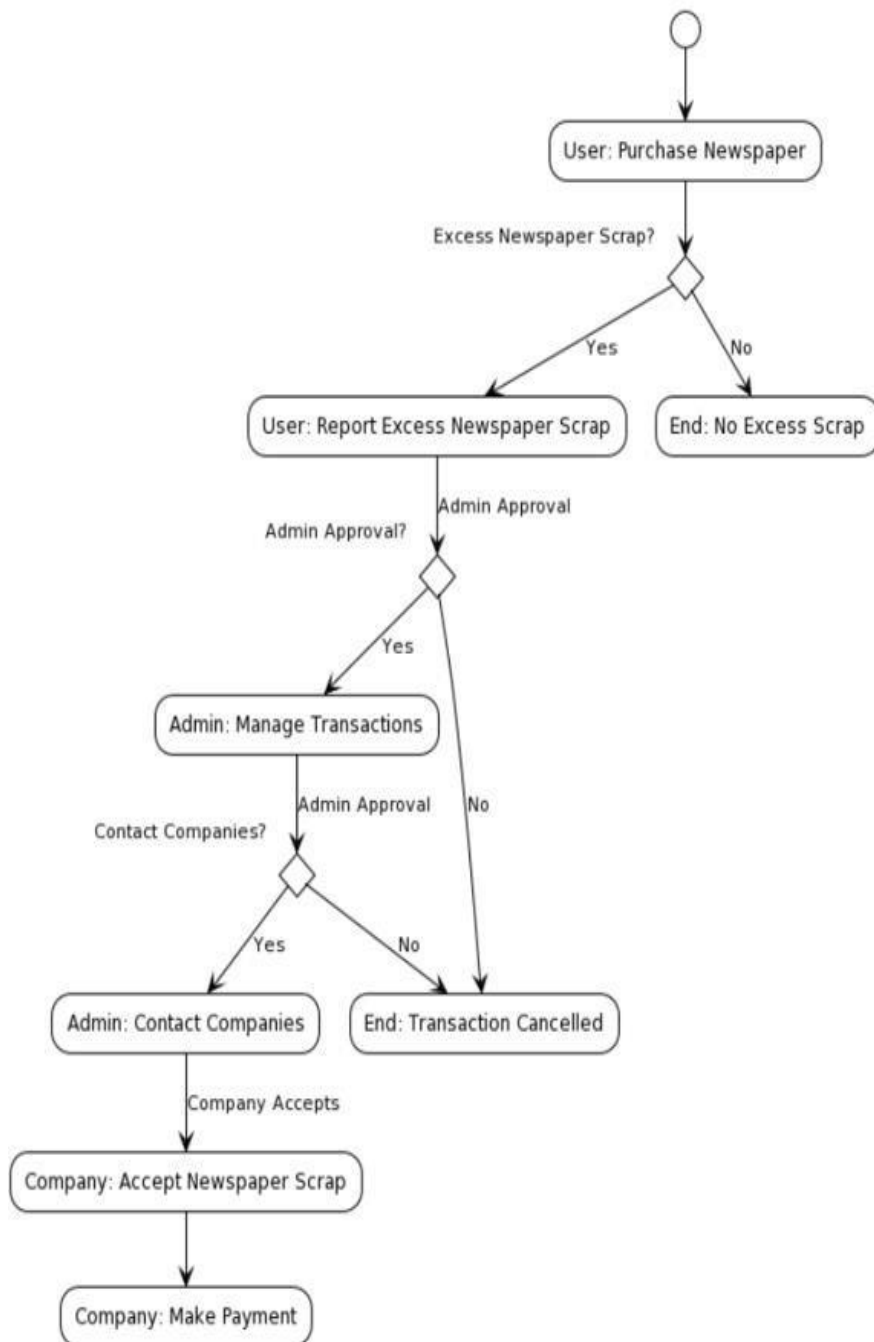 User: Purchase Newspaper
Excess Newspaper Scrap?
Yes
No
User: Report Excess Newspaper Scrap
End: No Excess Scrap
Admin Approval
Admin Approval?
Yes
Admin: Manage Transactions
Admin Approval
No
Contact Companies?
Yes
No
Admin: Contact Companies
End: Transaction Cancelled
Company Accepts
Company: Accept Newspaper Scrap
Company: Make Payment